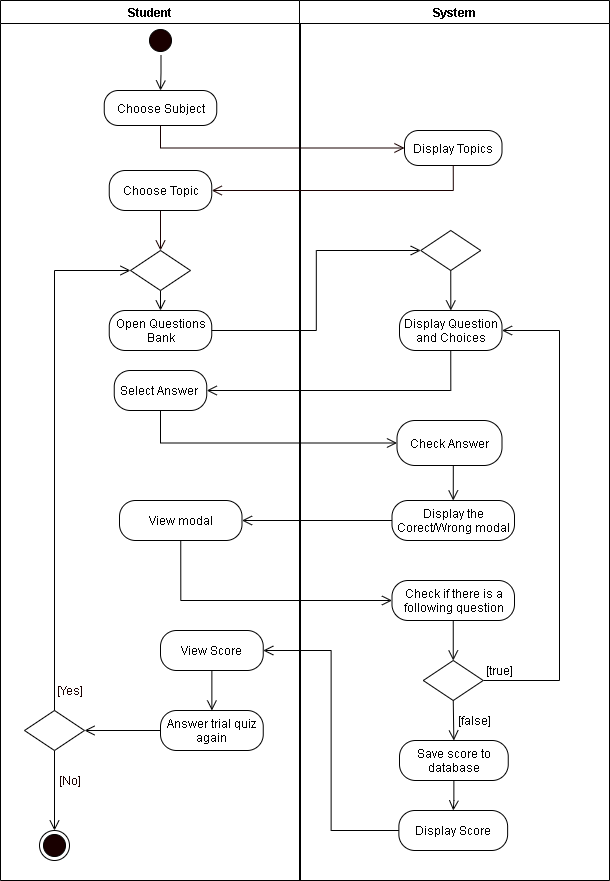 Student
System
Choose Subject
Display Topics
Choose Topic
Open Questions
Bank
Display Question
and Choices
Select Answer
Check Answer
View modal
Display the
Corect/Wrong modal
Check if there is a
following question
View Score
[true]
[Yes]
Answer trial quiz
again
[false]
Save score to
database
[No]
Display Score